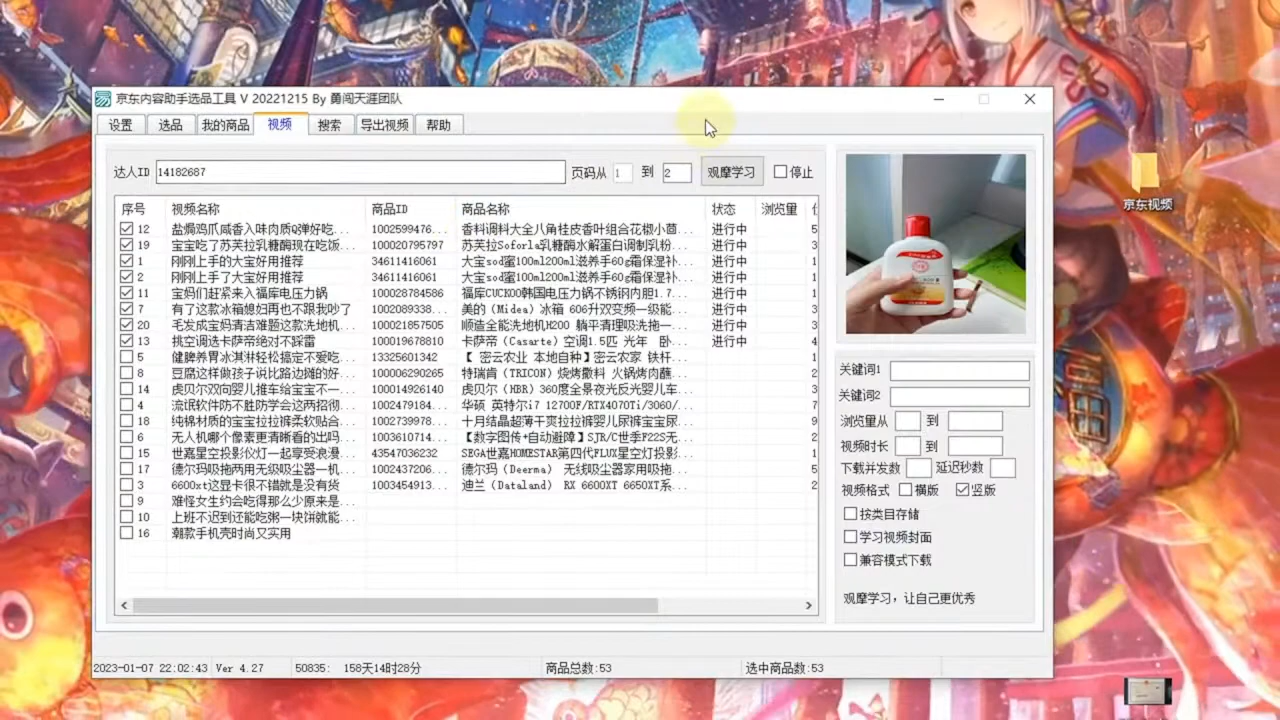 京东内容助手选品工具 V 20221215 By 勇闯天涯团队
设置 选品 我的商品 视频 搜索 导出视频 帮助
达人ID 14182687 页码从 1 到 2 观摩学习 停止
序号 视频名称 商品ID 商品名称 状态 浏览量
12 盐焗鸡爪咸香入味肉质q弹好吃... 1002599476... 香料调料大全八角桂皮香叶组合花椒小茴... 进行中 5
19 宝宝吃了苏芙拉乳糖酶现在吃饭... 100020795797 苏芙拉Soforla乳糖酶水解蛋白调制乳粉... 进行中 3
1 刚刚上手的大宝好用推荐 34611416061 大宝sod蜜100ml200ml滋养手60g霜保湿补... 进行中 1
2 刚刚上手了大宝好用推荐 34611416061 大宝sod蜜100ml200ml滋养手60g霜保湿补... 进行中 1
11 宝妈们赶紧来入福库电压力锅 100028784586 福库CUCKOO韩国电压力锅不锈钢内胆1.7... 进行中 1
7 有了这款冰箱媳妇再也不跟我吵了 1002089338... 美的（Midea）冰箱 606升双变频一级能... 进行中 3
20 毛发成宝妈清洁难题这款洗地机... 100021857505 顺造全能洗地机H200 躺平清理吸洗拖一... 进行中 3
13 挑空调选卡萨帝绝对不踩雷 100019678810 卡萨帝（Casarte）空调1.5匹 光年 卧... 进行中 4
5 健脾养胃冰淇淋轻松搞定不爱吃... 13325601342 【 密云农业 本地自种】密云农家 铁杆... 1
8 豆腐这样做孩子说比路边摊的好... 100006290265 特瑞肯（TRICON）烧烤撒料 火锅烤肉蘸... 2
14 虎贝尔双向婴儿推车给宝宝不一... 100014926140 虎贝尔（HBR）360度全景夜光反光婴儿车... 3
4 流氓软件防不胜防学会这两招彻... 1002479184... 华硕 英特尔i7 12700F/RTX4070Ti/3060/... 7
18 纯棉材质的宝宝拉拉裤柔软贴合... 1002739978... 十月结晶超薄干爽拉拉裤婴儿尿裤宝宝尿... 9
6 无人机哪个像素更清晰看的出吗... 1003610714... 【数字图传+自动避障】SJR/C世季F22S无... 2
15 世嘉星空投影仪灯一起享受浪漫... 43547036232 SEGA世嘉HOMESTAR第四代FLUX星空灯投影... 1
17 德尔玛吸拖两用无级吸尘器一机... 1002437206... 德尔玛（Deerma） 无线吸尘器家用吸拖... 5
3 6600xt这显卡很不错就是没有货 1003454913... 迪兰（Dataland） RX 6600XT 6650XT系... 2
9 难怪女生约会吃得那么少原来是...
10 上班不迟到还能吃粥一块饼就能...
16 潮款手机壳时尚又实用
京东视频
关键词1
关键词2
浏览量从 到
视频时长 到
下载并发数 延迟秒数
视频格式 横版 竖版
按类目存储
学习视频封面
兼容模式下载
观摩学习，让自己更优秀
2023-01-07 22:02:43 Ver 4.27 50835: 158天14时28分 商品总数:53 选中商品数:53